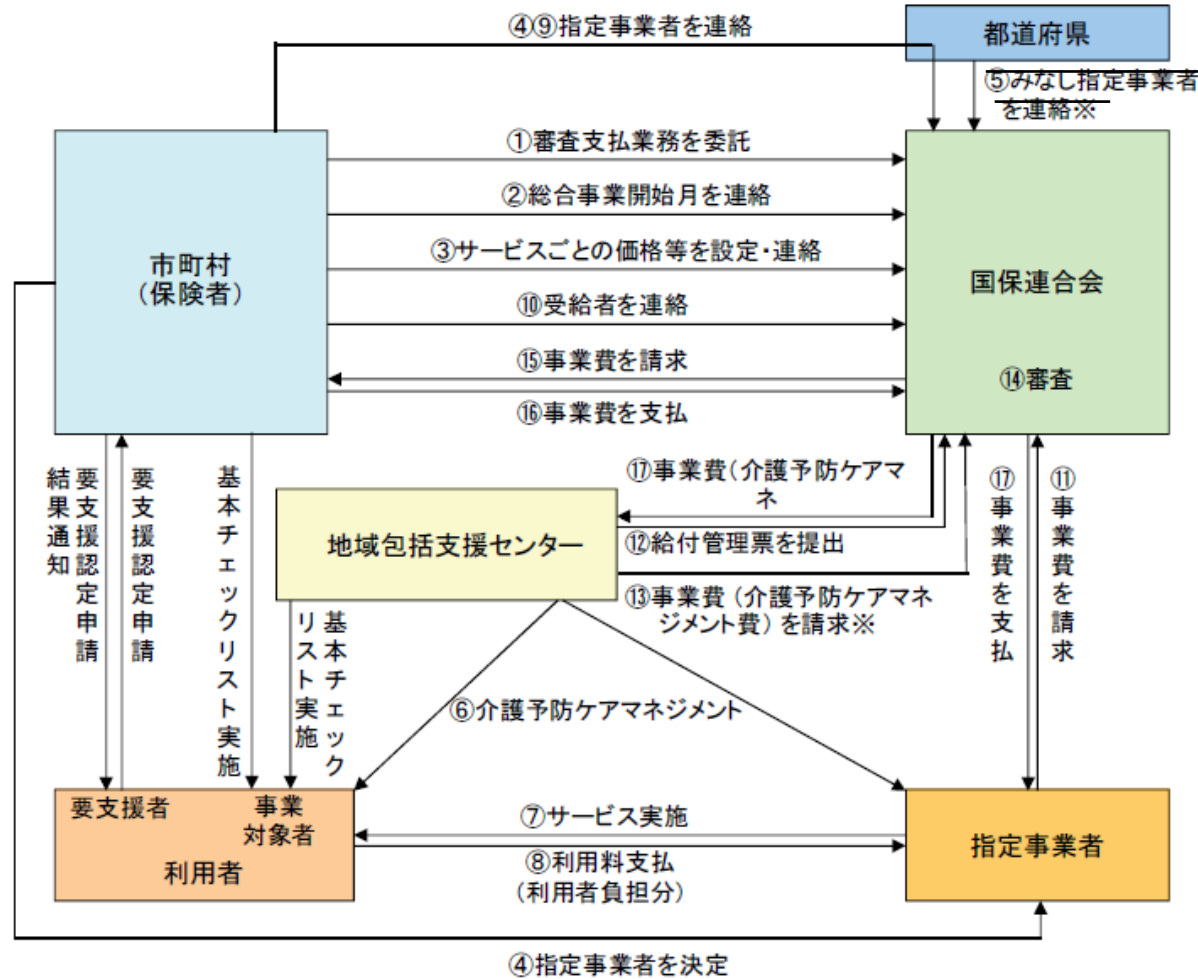 ④⑨指定事業者を連絡
都道府県
⑤みなし指定事業者
を連絡※
①審査支払業務を委託
②総合事業開始月を連絡
③サービスごとの価格等を設定・連絡
市町村
（保険者）
国保連合会
⑩受給者を連絡
⑮事業費を請求
⑭審査
⑯事業費を支払
要支援認定申請
結果通知
要支援認定申請
基本チェックリスト実施
⑰事業費（介護予防ケアマ
ネ
地域包括支援センター
⑫給付管理票を提出
⑬事業費（介護予防ケアマネ
ジメント費）を請求※
⑰事業費を支払
⑪事業費を請求
基本チェック
リスト実施
⑥介護予防ケアマネジメント
要支援者
事業
対象者
利用者
⑦サービス実施
⑧利用料支払
（利用者負担分）
指定事業者
④指定事業者を決定